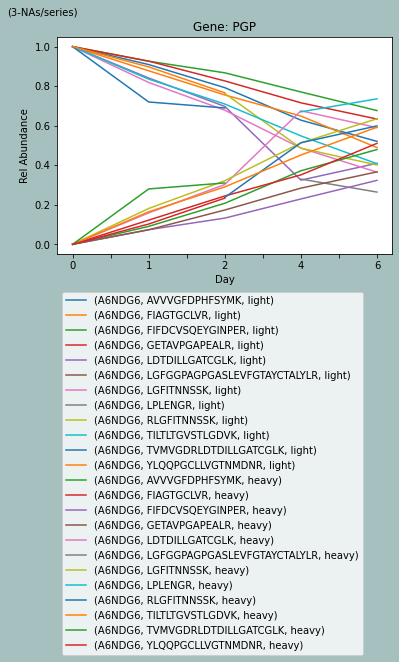 (3-NAs/series)
Gene: PGP
1.0
0.8
0.6
0.4
0.2
0.0
Rel Abundance
0 1 2 4 6
Day
(A6NDG6, AVVVGFDPHFSYMK, light)
(A6NDG6, FIAGTGCLVR, light)
(A6NDG6, FIFDCVSQEYGINPER, light)
(A6NDG6, GETAVPGAPEALR, light)
(A6NDG6, LDTDILLGATCGLK, light)
(A6NDG6, LGFGGPAGPGASLEVFGTAYCTALYLR, light)
(A6NDG6, LGFITNNSSK, light)
(A6NDG6, LPLENGR, light)
(A6NDG6, RLGFITNNSSK, light)
(A6NDG6, TILTLTGVSTLGDVK, light)
(A6NDG6, TVMVGDRLDTDILLGATCGLK, light)
(A6NDG6, YLQQPGCLLVGTNMDNR, light)
(A6NDG6, AVVVGFDPHFSYMK, heavy)
(A6NDG6, FIAGTGCLVR, heavy)
(A6NDG6, FIFDCVSQEYGINPER, heavy)
(A6NDG6, GETAVPGAPEALR, heavy)
(A6NDG6, LDTDILLGATCGLK, heavy)
(A6NDG6, LGFGGPAGPGASLEVFGTAYCTALYLR, heavy)
(A6NDG6, LGFITNNSSK, heavy)
(A6NDG6, LPLENGR, heavy)
(A6NDG6, RLGFITNNSSK, heavy)
(A6NDG6, TILTLTGVSTLGDVK, heavy)
(A6NDG6, TVMVGDRLDTDILLGATCGLK, heavy)
(A6NDG6, YLQQPGCLLVGTNMDNR, heavy)